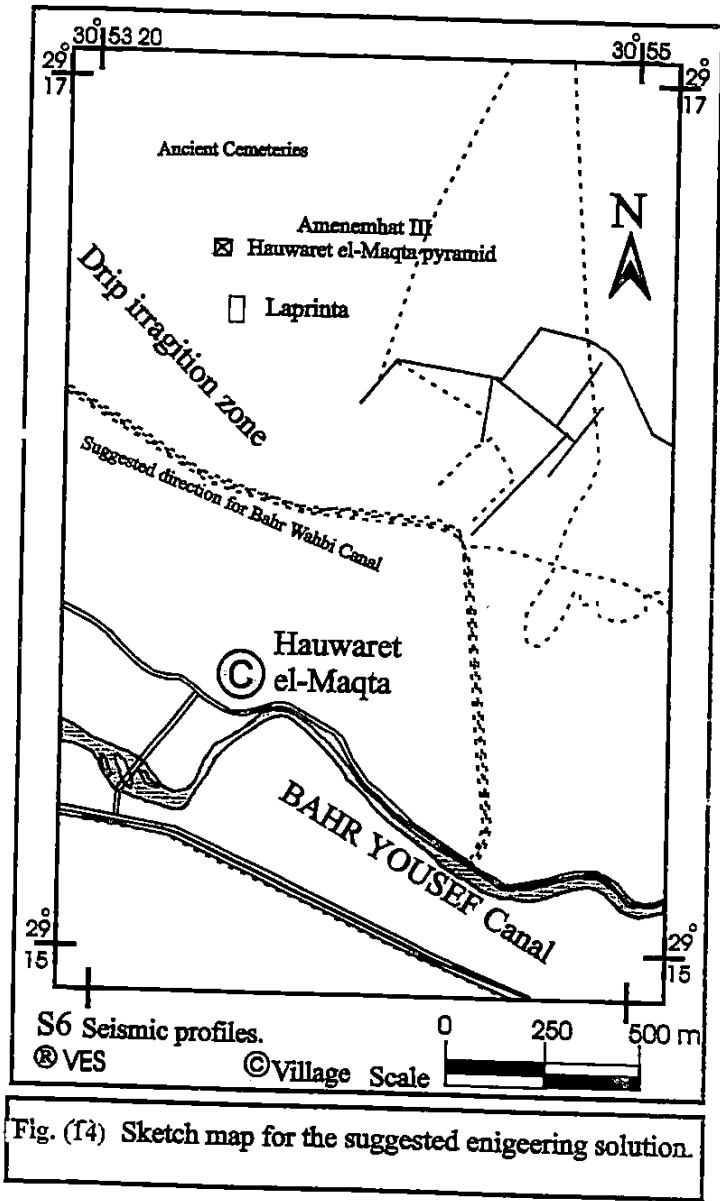 30°53 20
30°55
29°
17
29°
17
Ancient Cemeteries
N
Amenemhat III
Hauwaret el-Maqta pyramid
Laprinta
Drip irragition zone
Suggested direction for Bahr Wahbi Canal
Hauwaret
© el-Maqta
BAHR YOUSEF Canal
29°
15
29°
15
S6 Seismic profiles.
0 250 500 m
® VES
©Village Scale
Fig. (14) Sketch map for the suggested enigeering solution.